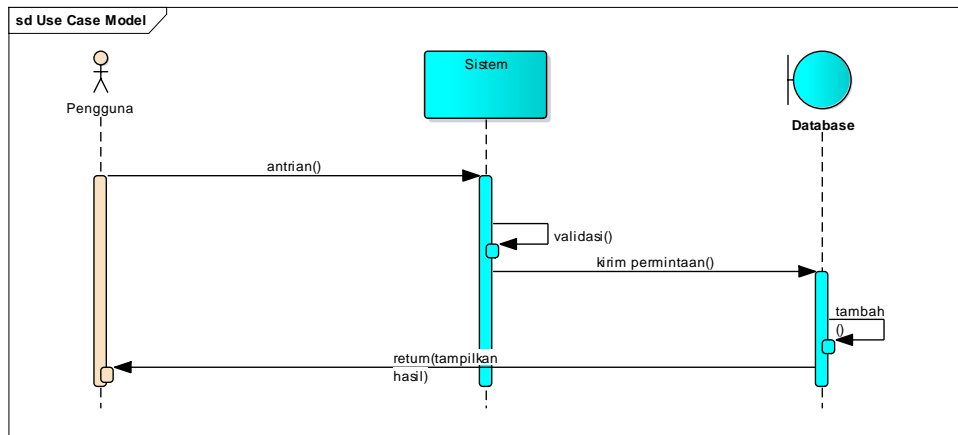 sd Use Case Model
Pengguna
Sistem
Database
antrian()
validasi()
kirim permintaan()
tambah
()
return(tampilkan
hasil)